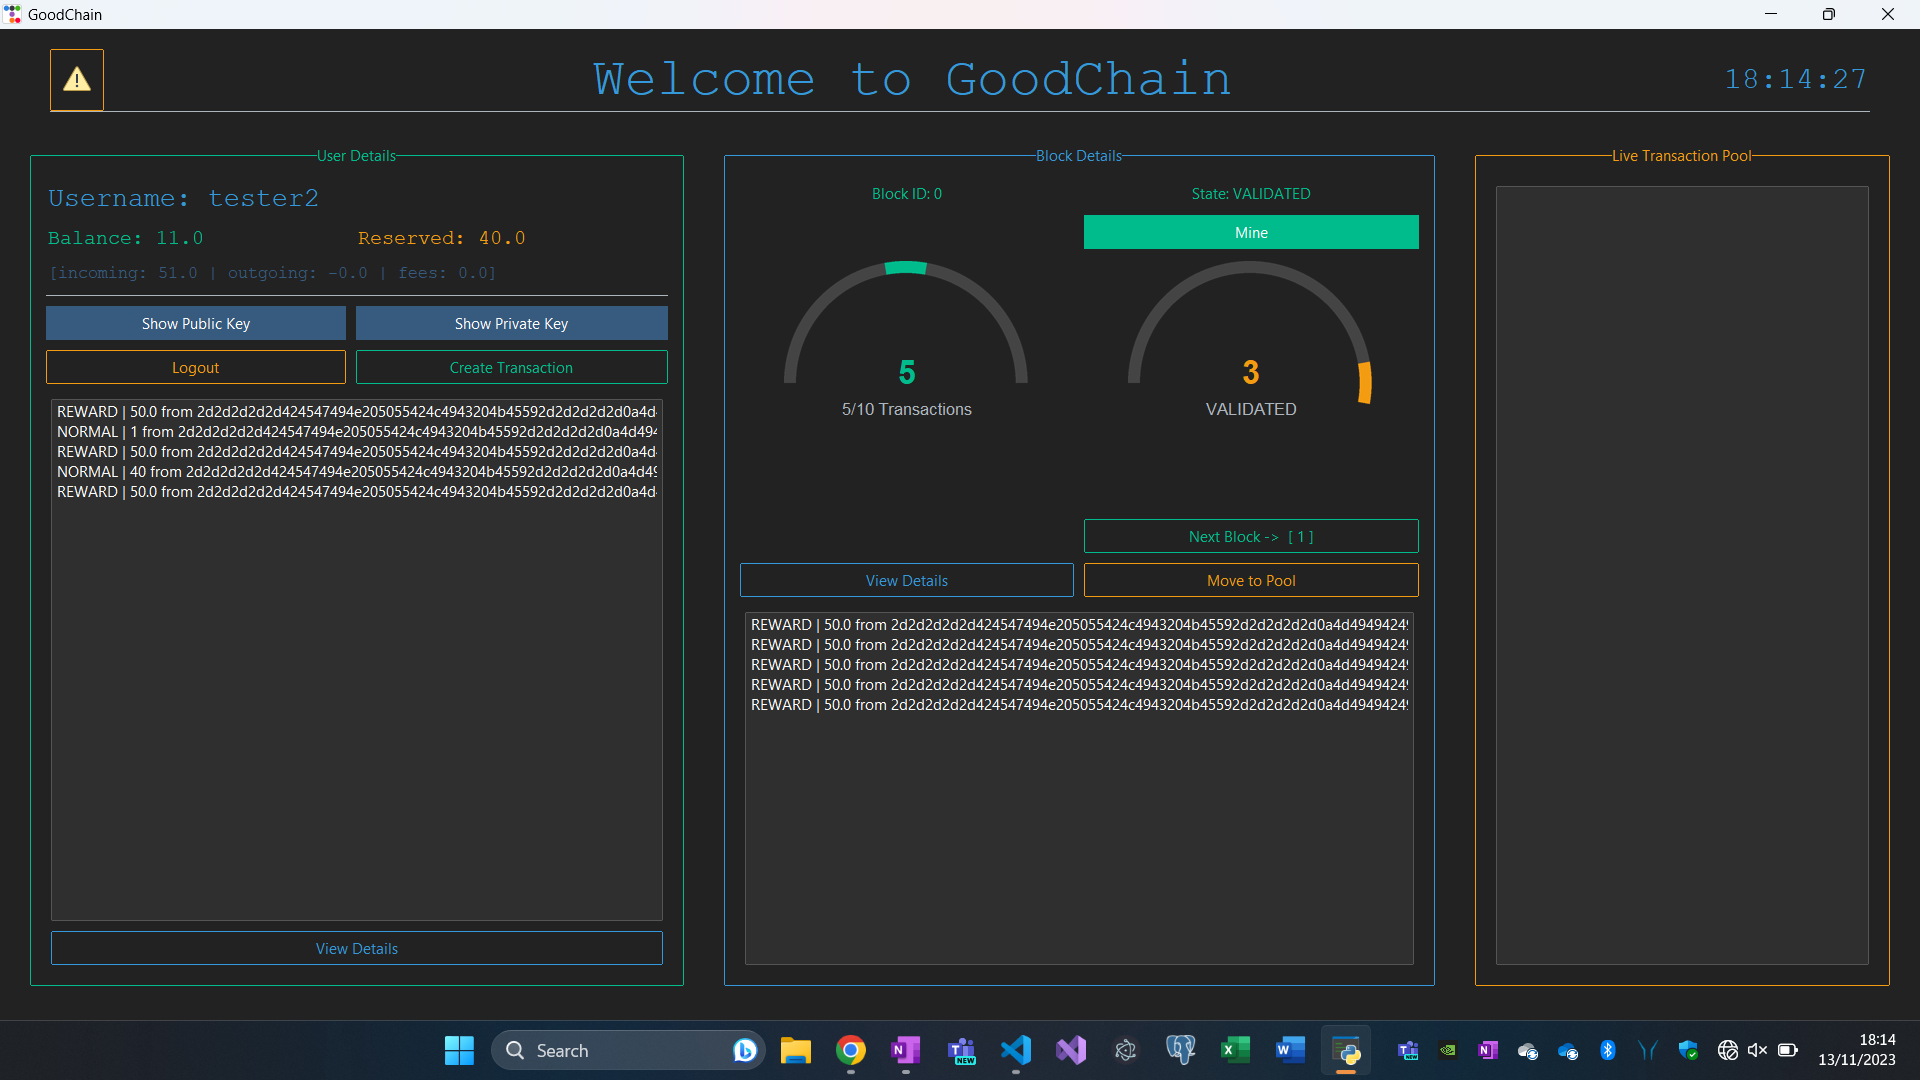 GoodChain
Welcome to GoodChain
18:14:27
User Details
Username: tester2
Balance: 11.0
Reserved: 40.0
[incoming: 51.0 | outgoing: -0.0 | fees: 0.0]
Show Public Key
Show Private Key
Logout
Create Transaction
REWARD | 50.0 from 2d2d2d2d2d424547494e205055424c4943204b45592d2d2d2d2d0a4d
NORMAL | 1 from 2d2d2d2d2d424547494e205055424c4943204b45592d2d2d2d2d0a4d494
REWARD | 50.0 from 2d2d2d2d2d424547494e205055424c4943204b45592d2d2d2d2d0a4d
NORMAL | 40 from 2d2d2d2d2d424547494e205055424c4943204b45592d2d2d2d2d0a4d49
REWARD | 50.0 from 2d2d2d2d2d424547494e205055424c4943204b45592d2d2d2d2d0a4d
View Details
Block Details
Block ID: 0
State: VALIDATED
Mine
5
5/10 Transactions
3
VALIDATED
Next Block -> [ 1 ]
View Details
Move to Pool
REWARD | 50.0 from 2d2d2d2d2d424547494e205055424c4943204b45592d2d2d2d2d0a4d4949424
REWARD | 50.0 from 2d2d2d2d2d424547494e205055424c4943204b45592d2d2d2d2d0a4d4949424
REWARD | 50.0 from 2d2d2d2d2d424547494e205055424c4943204b45592d2d2d2d2d0a4d4949424
REWARD | 50.0 from 2d2d2d2d2d424547494e205055424c4943204b45592d2d2d2d2d0a4d4949424
REWARD | 50.0 from 2d2d2d2d2d424547494e205055424c4943204b45592d2d2d2d2d0a4d4949424
Live Transaction Pool
Search
NEW
18:14
13/11/2023